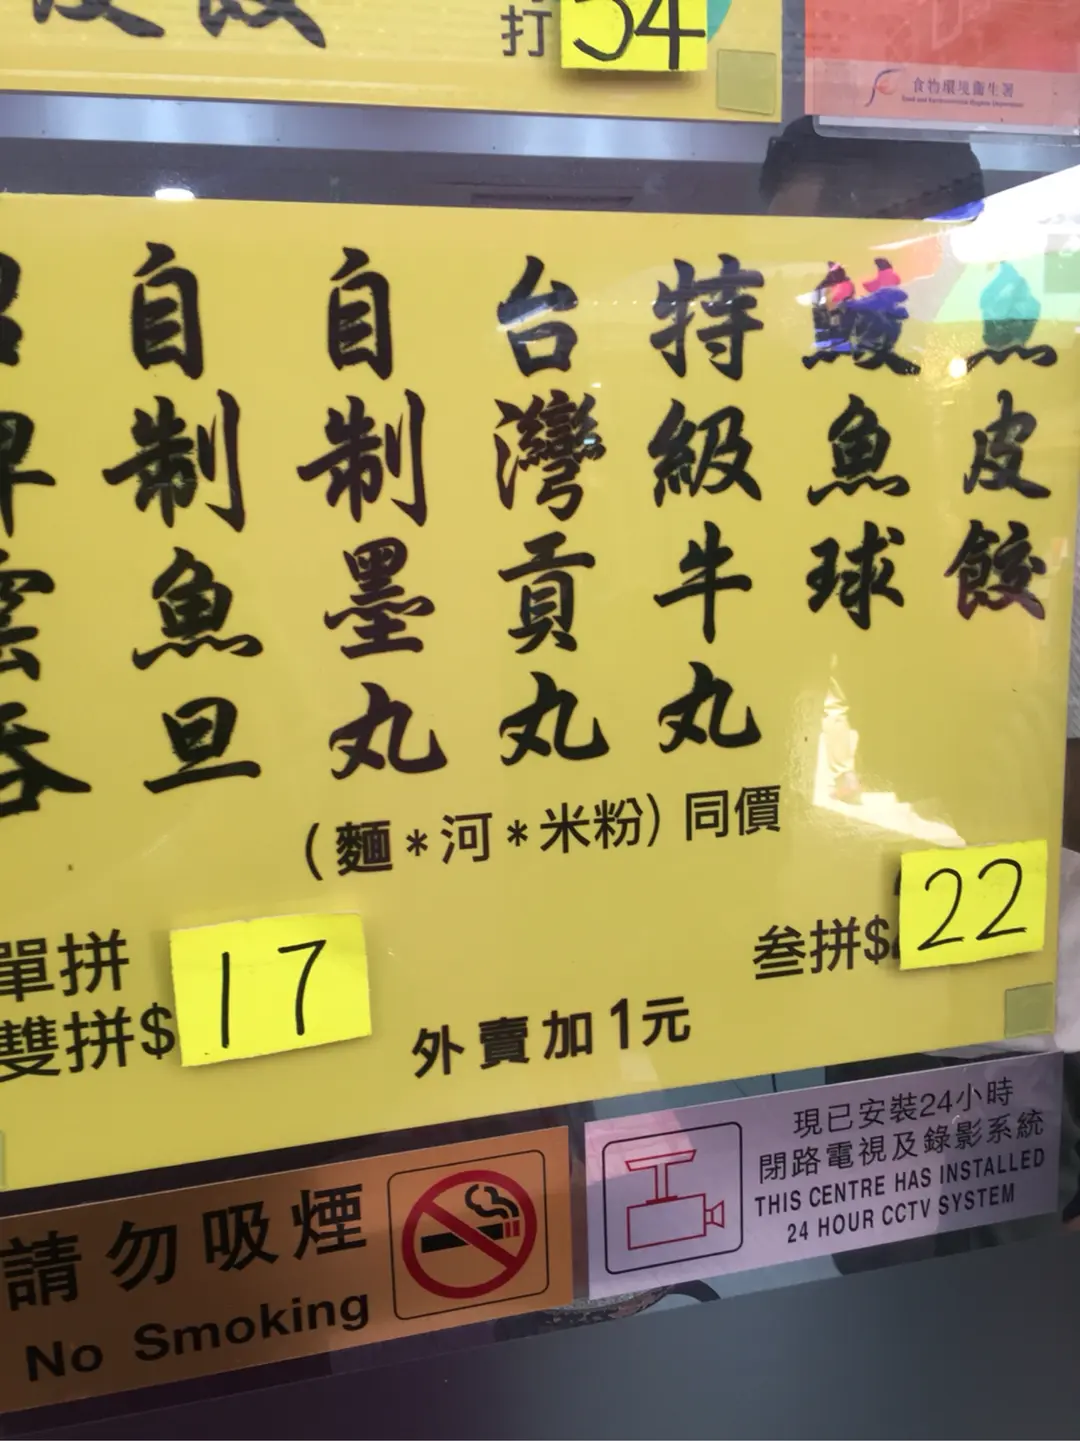 打 34
食物環境衞生署
魚皮餃
鯪魚球
特級牛丸
台灣貢丸
自制墨丸
自制魚旦
(麵*河*米粉)同價
單拼
雙拼$17
叁拼$22
外賣加1元
請勿吸煙
No Smoking
現已安裝24小時
閉路電視及錄影系統
THIS CENTRE HAS INSTALLED
24 HOUR CCTV SYSTEM